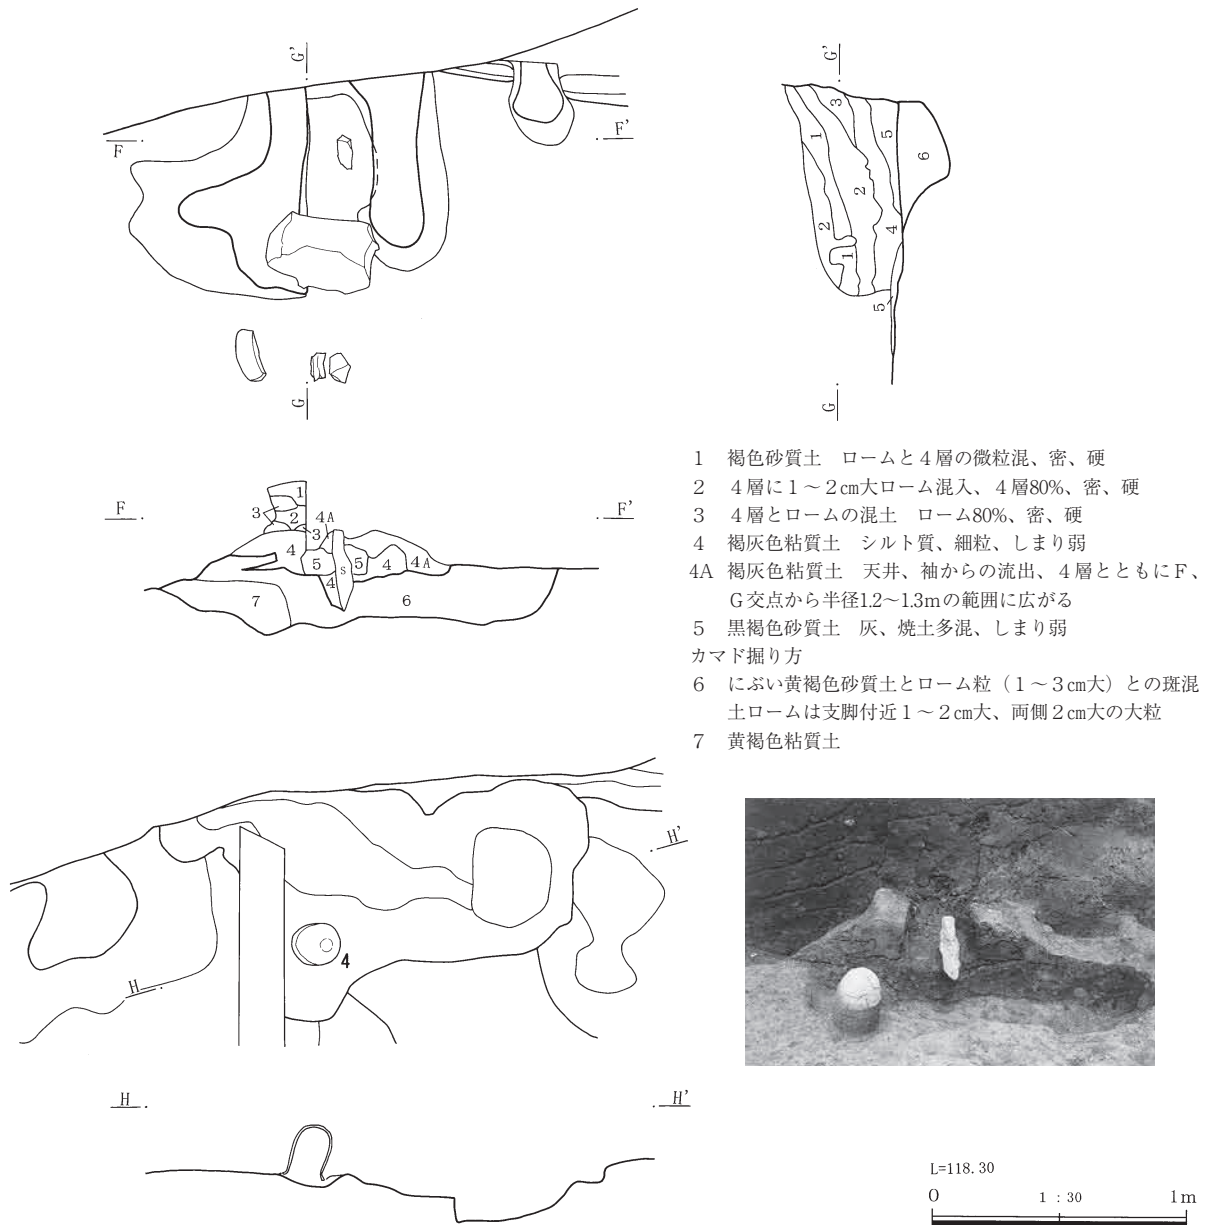 G'
F
F'
G
G'
3
1
5
6
2
2
4
1
5
G
F
F'
1
3
2
4A
3
4
5
S
5
4
4A
4
7
6
1　褐色砂質土　ロームと４層の微粒混、密、硬
2　４層に１～２㎝大ローム混入、４層80%、密、硬
3　４層とロームの混土　ローム80%、密、硬
4　褐灰色粘質土　シルト質、細粒、しまり弱
4A　褐灰色粘質土　天井、袖からの流出、４層とともにＦ、
Ｇ交点から半径1.2～1.3ｍの範囲に広がる
5　黒褐色砂質土　灰、焼土多混、しまり弱
カマド掘り方
6　にぶい黄褐色砂質土とローム粒（１～３㎝大）との斑混
土ロームは支脚付近１～２㎝大、両側２㎝大の大粒
7　黄褐色粘質土
H'
4
H
H
H'
L=118.30
0　1 : 30　1m